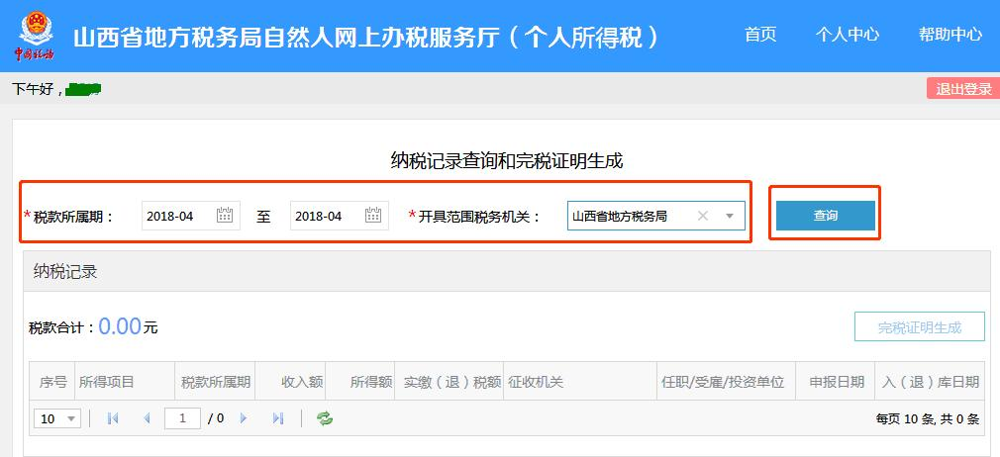 中国税务
山西省地方税务局自然人网上办税服务厅（个人所得税）
首页 个人中心 帮助中心
下午好，
退出登录
纳税记录查询和完税证明生成
*税款所属期： 2018-04 至 2018-04 *开具范围税务机关： 山西省地方税务局 查询
纳税记录
税款合计：0.00元 完税证明生成
序号 所得项目 税款所属期 收入额 所得额 实缴（退）税额 征收机关 任职/受雇/投资单位 申报日期 入（退）库日期
10 1 / 0 每页 10 条, 共 0 条